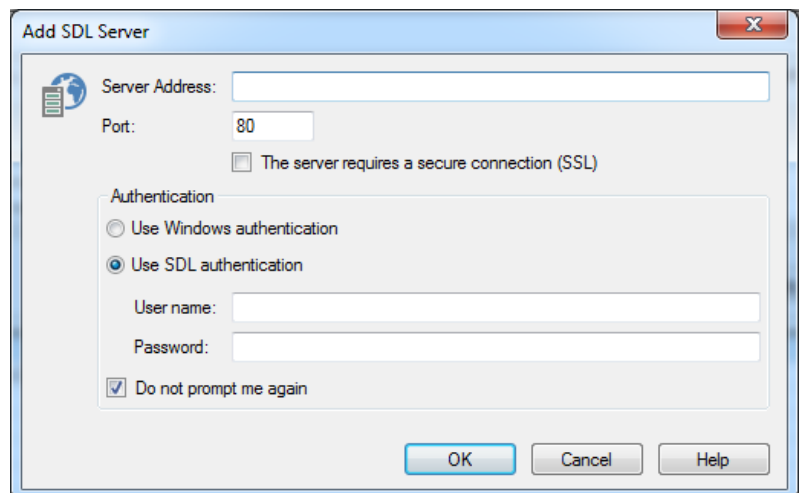 Add SDL Server
Server Address:
Port: 80
The server requires a secure connection (SSL)
Authentication
Use Windows authentication
Use SDL authentication
User name:
Password:
Do not prompt me again
OK Cancel Help